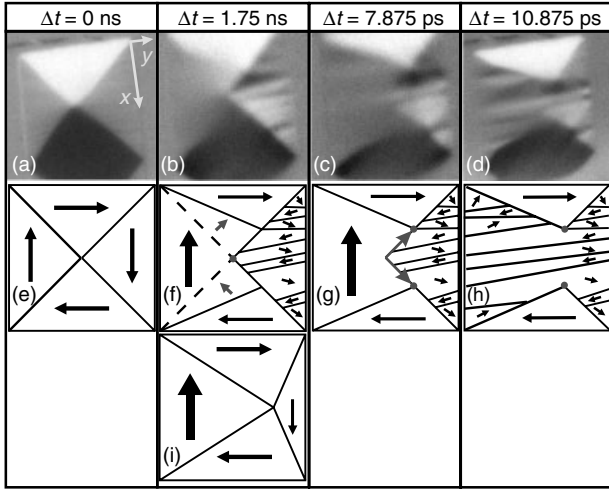 Δt = 0 ns
Δt = 1.75 ns
Δt = 7.875 ps
Δt = 10.875 ps
y
x
(a)
(b)
(c)
(d)
(e)
(f)
(g)
(h)
(i)